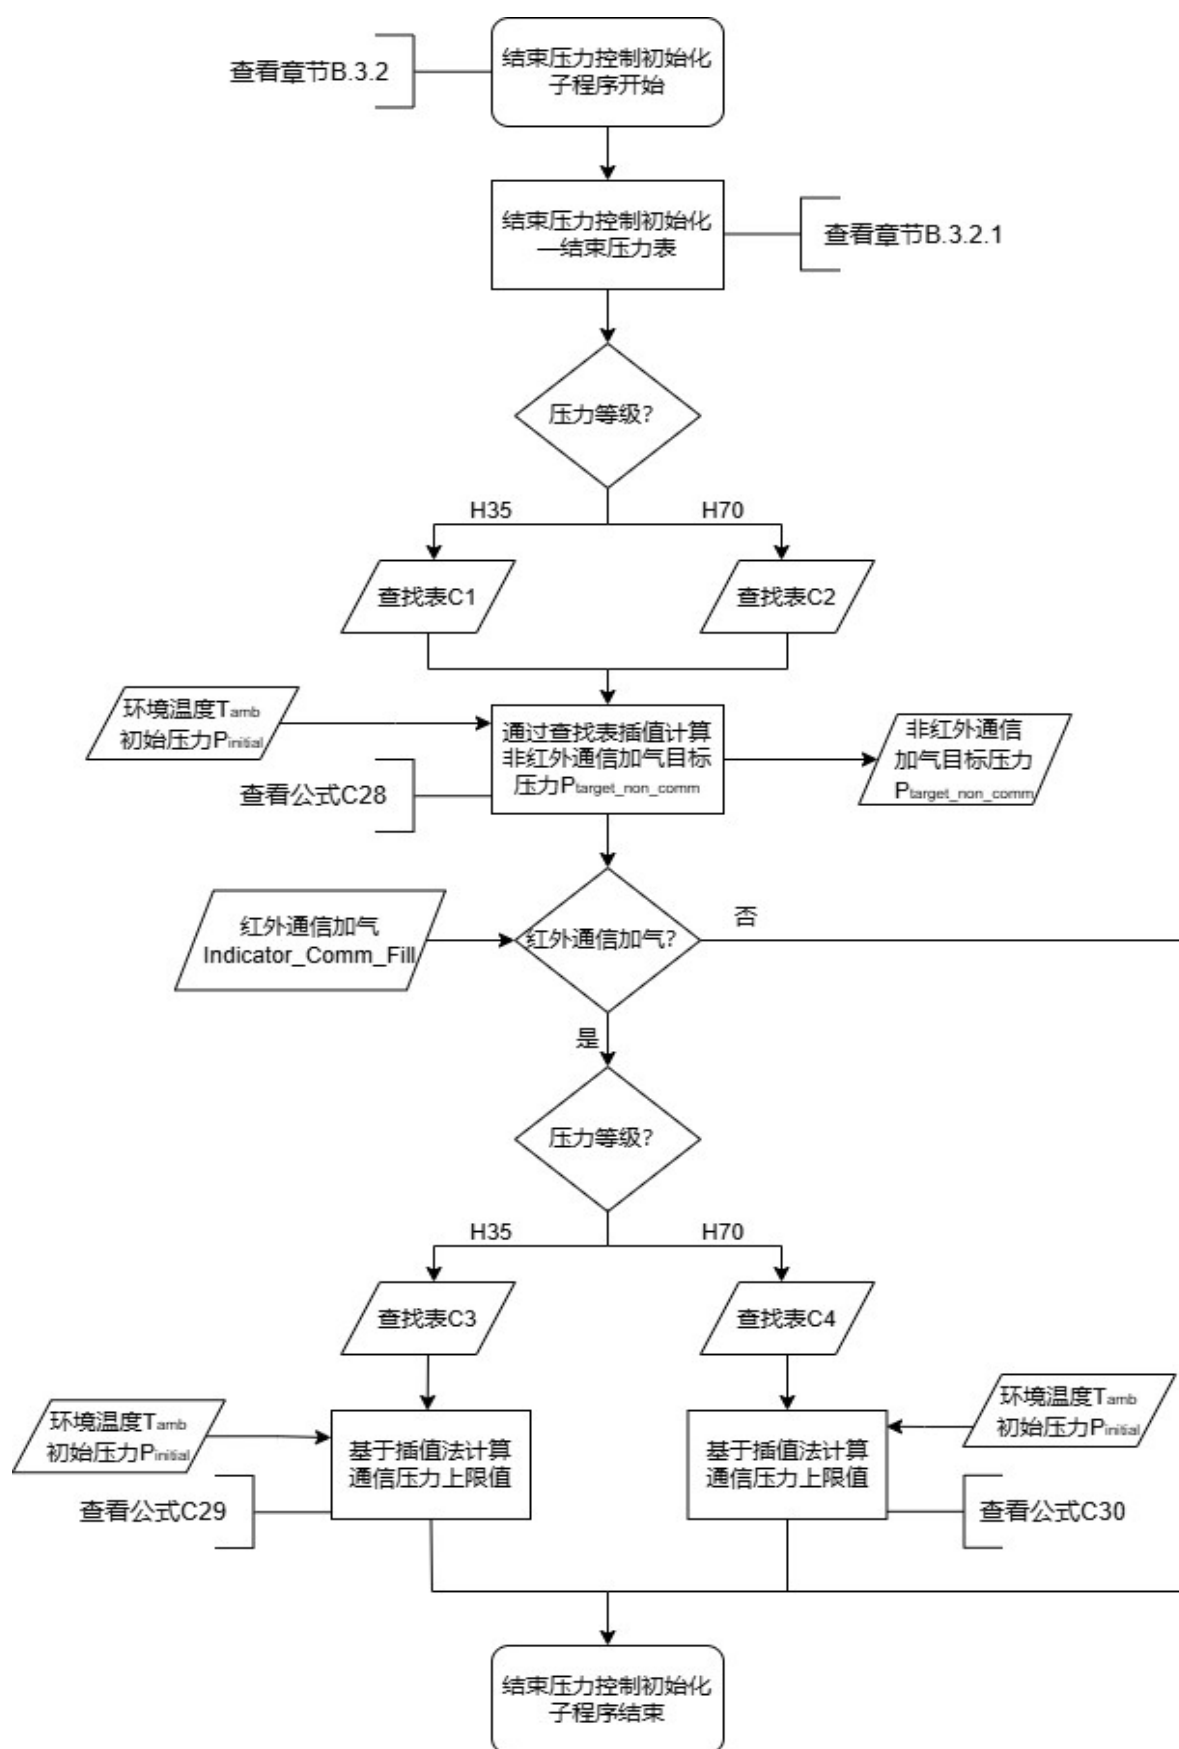 结束压力控制初始化
子程序开始
查看章节B.3.2
结束压力控制初始化
—结束压力表
查看章节B.3.2.1
压力等级?
H35
H70
查找表C1
查找表C2
环境温度Tamb
初始压力Pinitial
通过查找表插值计算
非红外通信加气目标
压力Ptarget_non_comm
非红外通信
加气目标压力
Ptarget_non_comm
查看公式C28
红外通信加气
Indicator_Comm_Fill
红外通信加气?
否
是
压力等级?
H35
H70
查找表C3
查找表C4
环境温度Tamb
初始压力Pinitial
基于插值法计算
通信压力上限值
基于插值法计算
通信压力上限值
环境温度Tamb
初始压力Pinitial
查看公式C29
查看公式C30
结束压力控制初始化
子程序结束